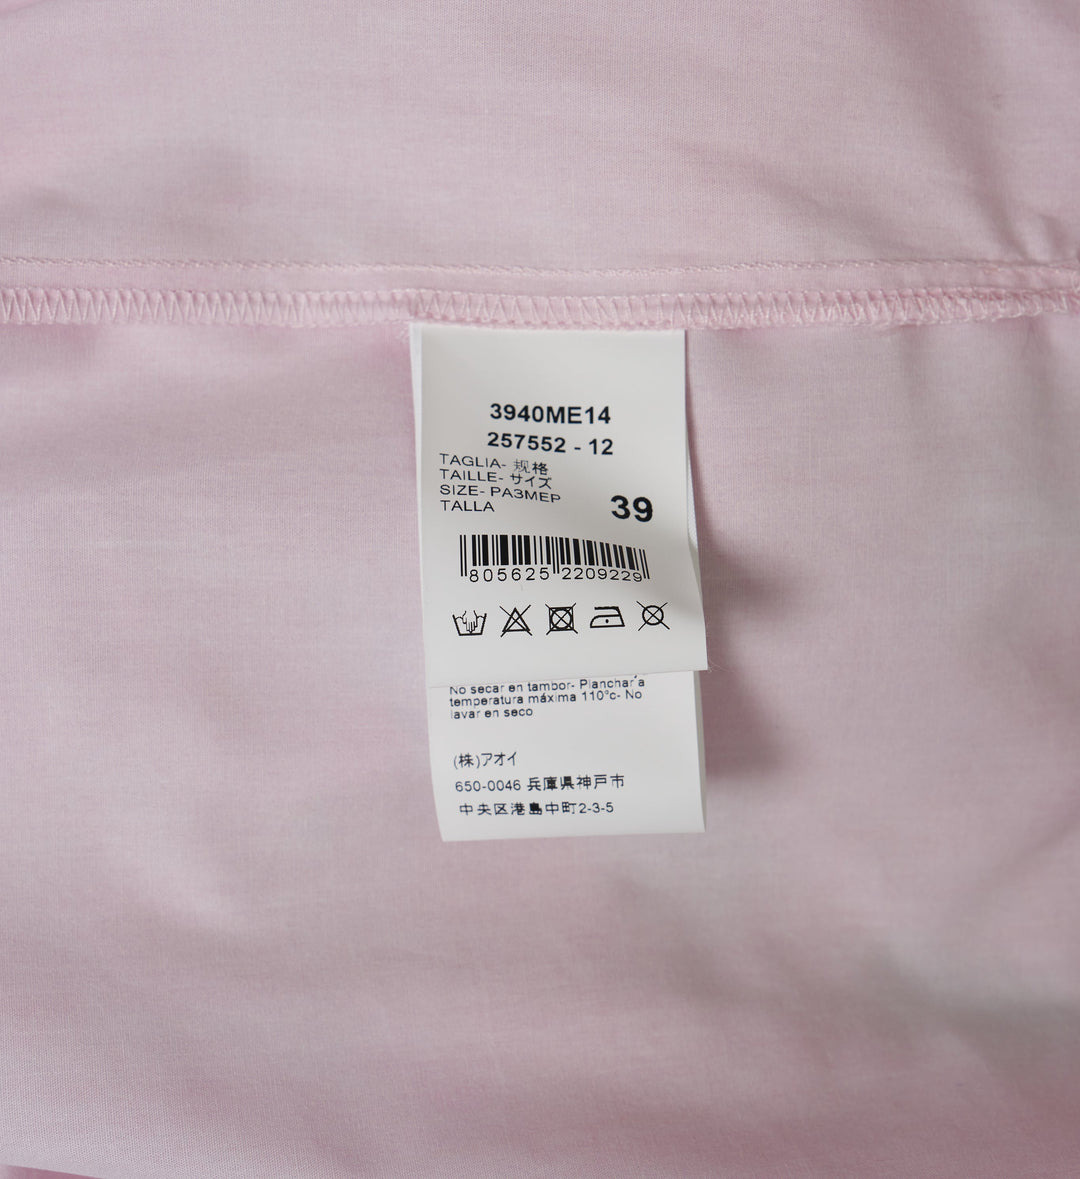 3940ME14
257552 - 12
TAGLIA- 规格
TAILLE- サイズ
SIZE- РАЗМЕР
TALLA
39
805625 2209229
No secar en tambor- Planchar a
temperatura máxima 110°c- No
lavar en seco
(株)アオイ
650-0046 兵庫県神戸市
中央区港島中町2-3-5